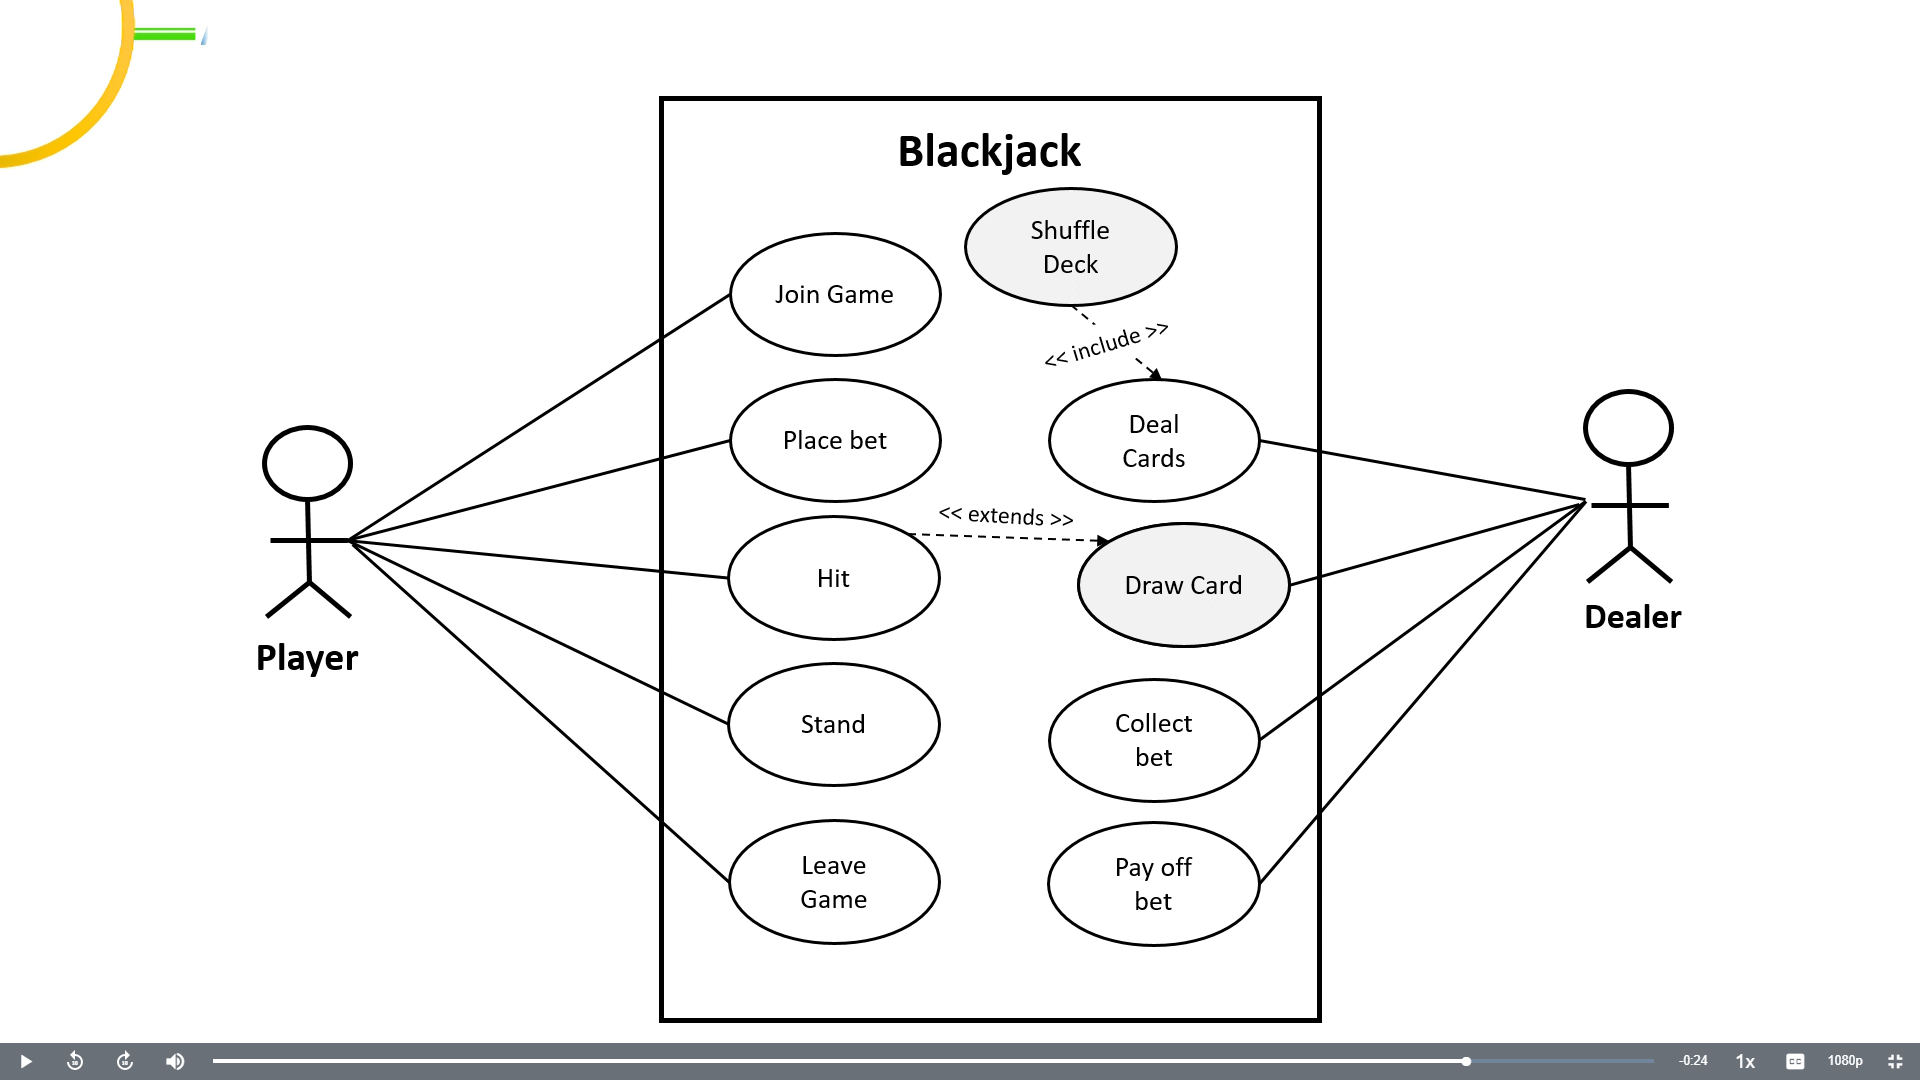 Blackjack
Shuffle
Deck
Join Game
<< include >>
Place bet
Deal
Cards
<< extends >>
Hit
Draw Card
Player
Dealer
Stand
Collect
bet
Leave
Game
Pay off
bet
-0:24
1x
CC
1080p